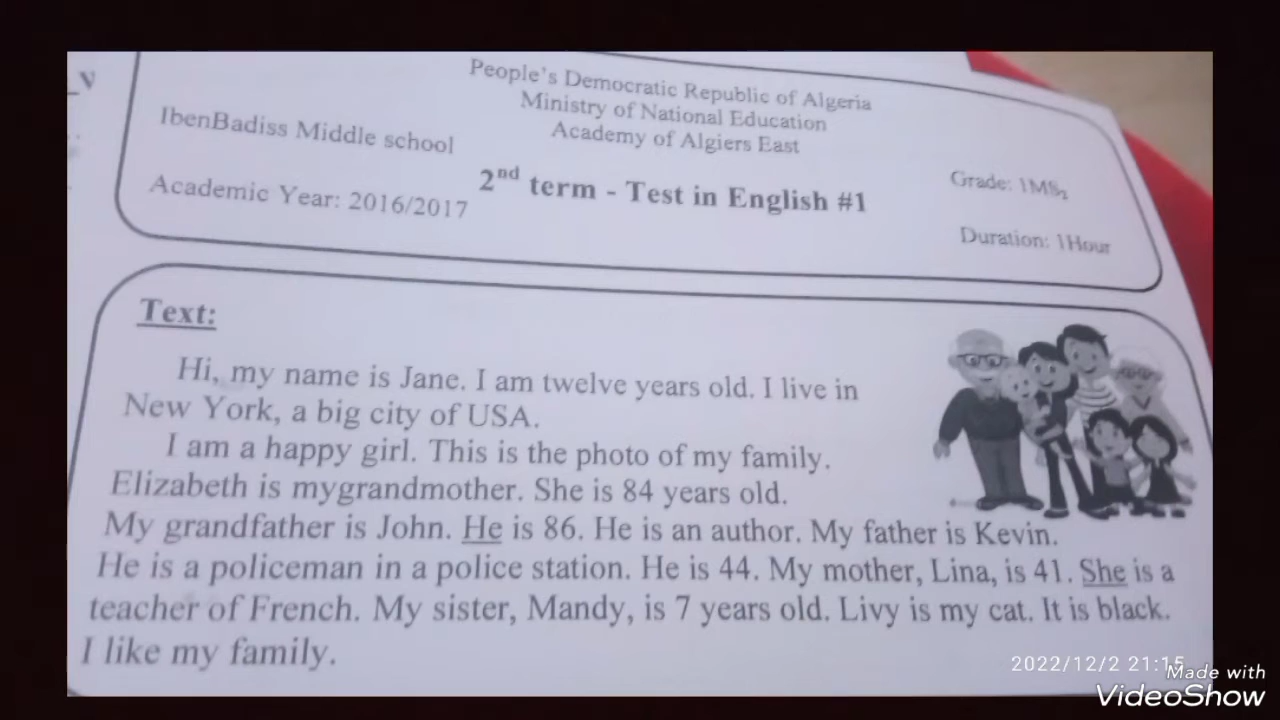 People's Democratic Republic of Algeria
Ministry of National Education
Academy of Algiers East
IbenBadiss Middle school
Grade: 1MS2
2nd term - Test in English #1
Academic Year: 2016/2017
Duration: 1Hour
Text:
Hi, my name is Jane. I am twelve years old. I live in
New York, a big city of USA.
I am a happy girl. This is the photo of my family.
Elizabeth is mygrandmother. She is 84 years old.
My grandfather is John. He is 86. He is an author. My father is Kevin.
He is a policeman in a police station. He is 44. My mother, Lina, is 41. She is a
teacher of French. My sister, Mandy, is 7 years old. Livy is my cat. It is black.
I like my family.
2022/12/2 21:15
Made with
VideoShow